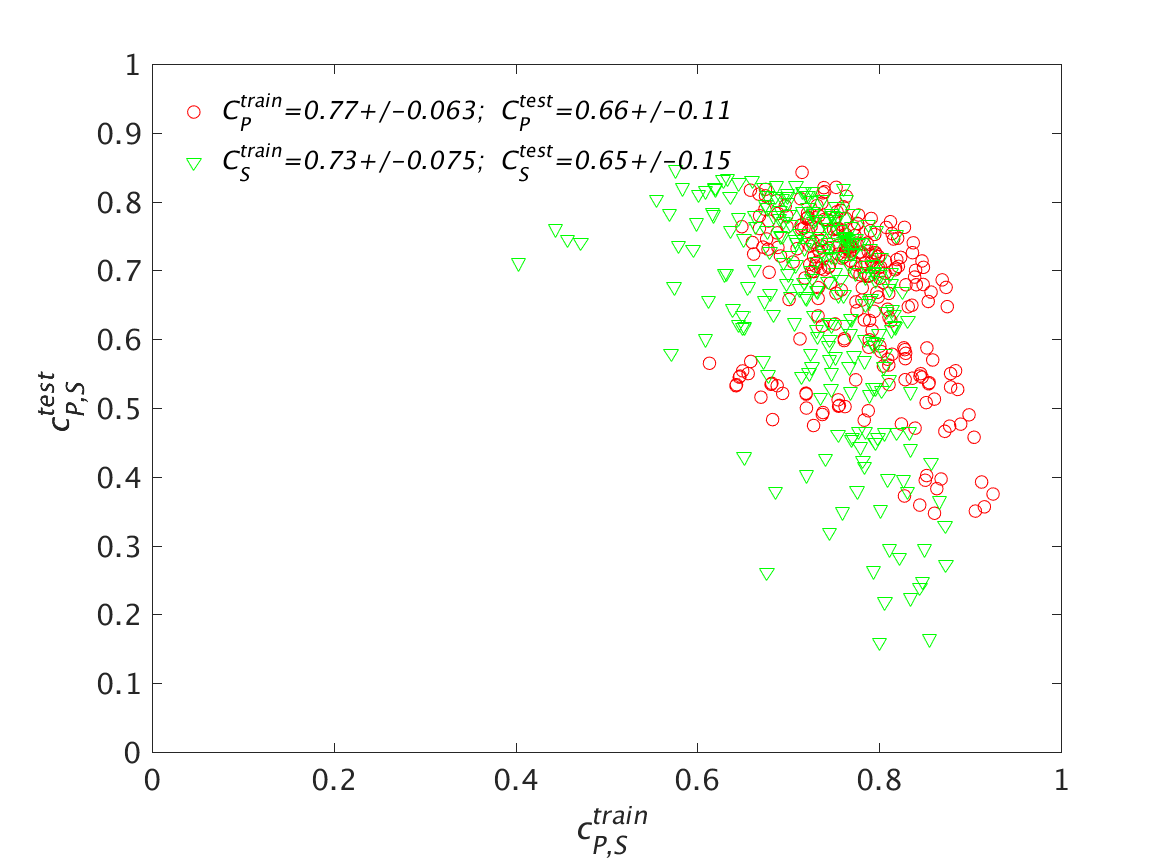 1
C_P^train=0.77+/-0.063; C_P^test=0.66+/-0.11
0.9
C_S^train=0.73+/-0.075; C_S^test=0.65+/-0.15
0.8
0.7
0.6
c_P,S^test
0.5
0.4
0.3
0.2
0.1
0
0 0.2 0.4 0.6 0.8 1
c_P,S^train